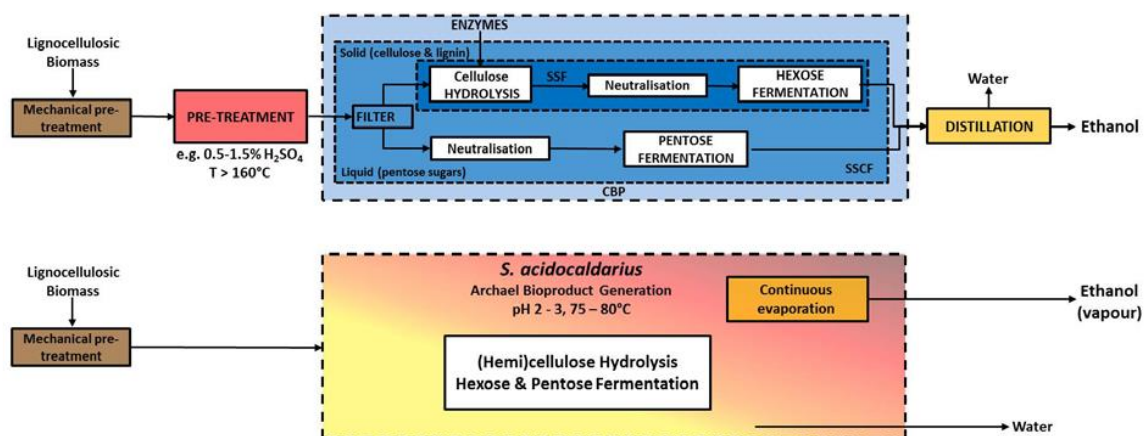 Lignocellulosic
Biomass
Mechanical pre-
treatment
PRE-TREATMENT
e.g. 0.5-1.5% H₂SO₄
T > 160°C
ENZYMES
Solid (cellulose & lignin)
FILTER
Cellulose
HYDROLYSIS
SSF
Neutralisation
HEXOSE
FERMENTATION
Neutralisation
PENTOSE
FERMENTATION
Liquid (pentose sugars)
SSCF
CBP
Water
DISTILLATION
Ethanol
Lignocellulosic
Biomass
Mechanical pre-
treatment
S. acidocaldarius
Archael Bioproduct Generation
pH 2 - 3, 75 – 80°C
(Hemi)cellulose Hydrolysis
Hexose & Pentose Fermentation
Continuous
evaporation
Ethanol
(vapour)
Water